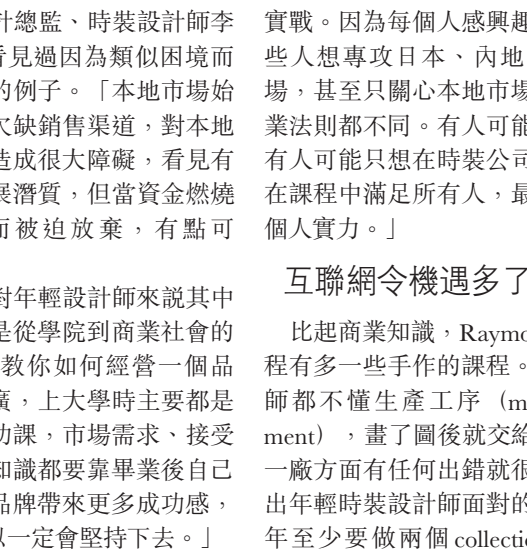 計總監、時裝設計師李
看見過因為類似困境而
的例子。「本地市場始
欠缺銷售渠道，對本地
造成很大障礙，看見有
展潛質，但當資金燃燒
而被迫放棄，有點可
對年輕設計師來説其中
是從學院到商業社會的
教你如何經營一個品
廣，上大學時主要都是
功課，市場需求、接受
知識都要靠畢業後自己
品牌帶來更多成功感，
以一定會堅持下去。」
實戰。因為每個人感興趣
些人想專攻日本、內地
場，甚至只關心本地市場
業法則都不同。有人可能
有人可能只想在時裝公司
在課程中滿足所有人，最
個人實力。」
互聯網令機遇多了
比起商業知識，Raymo
程有多一些手作的課程。
師都不懂生產工序（m
ment），畫了圖後就交給
一廠方面有任何出錯就很
出年輕時裝設計師面對的
年至少要做兩個 collectio